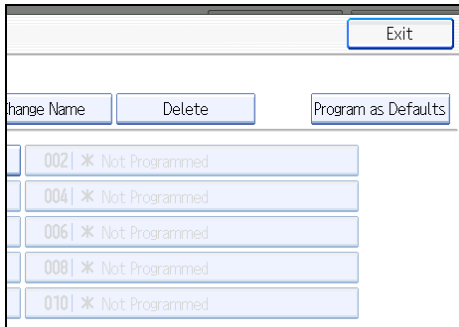 Exit
hange Name Delete Program as Defaults
002 ✱ Not Programmed
004 ✱ Not Programmed
006 ✱ Not Programmed
008 ✱ Not Programmed
010 ✱ Not Programmed